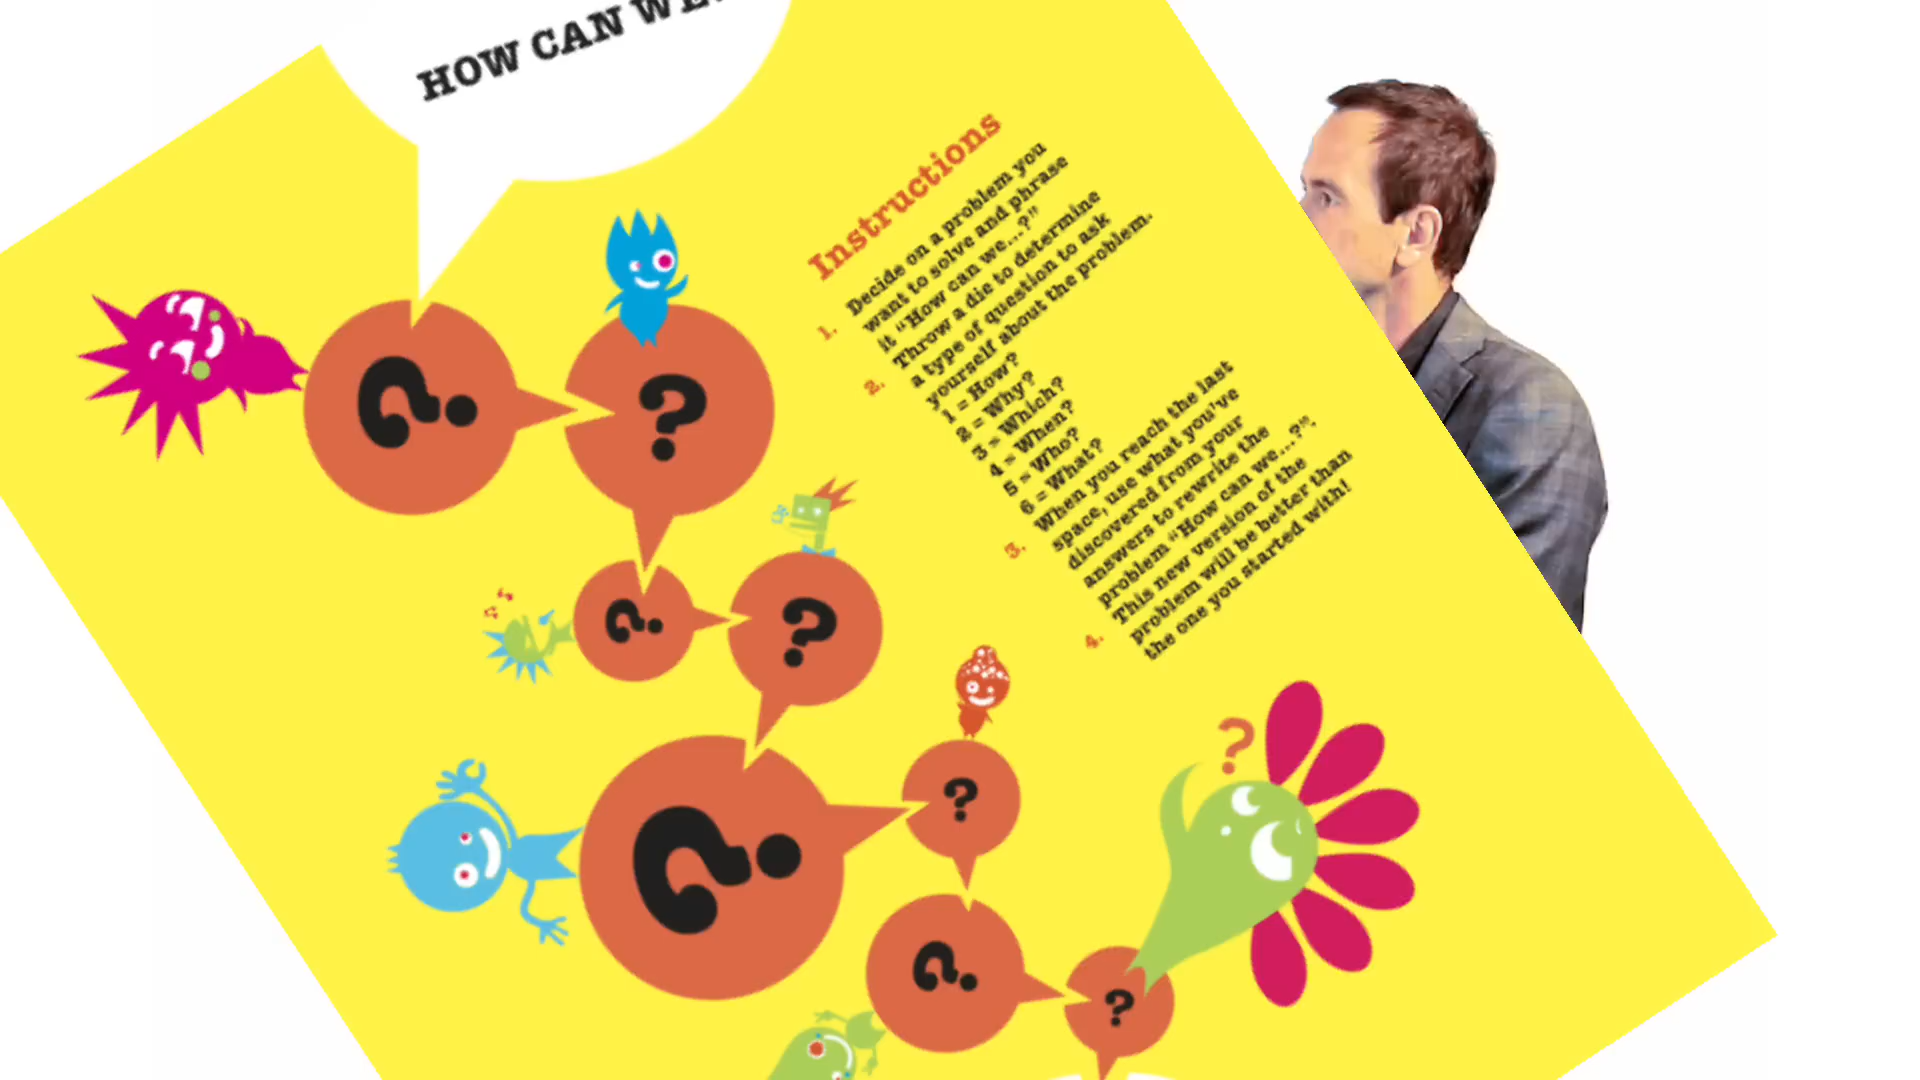 HOW CAN WE
?
?
?
?
?
?
?
?
?
Instructions
1. Decide on a problem you
want to solve and phrase
it “How can we...?”
2. Throw a die to determine
a type of question to ask
yourself about the problem.
1 = How?
2 = Why?
3 = Which?
4 = When?
5 = Who?
6 = What?
3. When you reach the last
space, use what you've
discovered from your
answers to rewrite the
problem “How can we...?”.
4. This new version of the
problem will be better than
the one you started with!